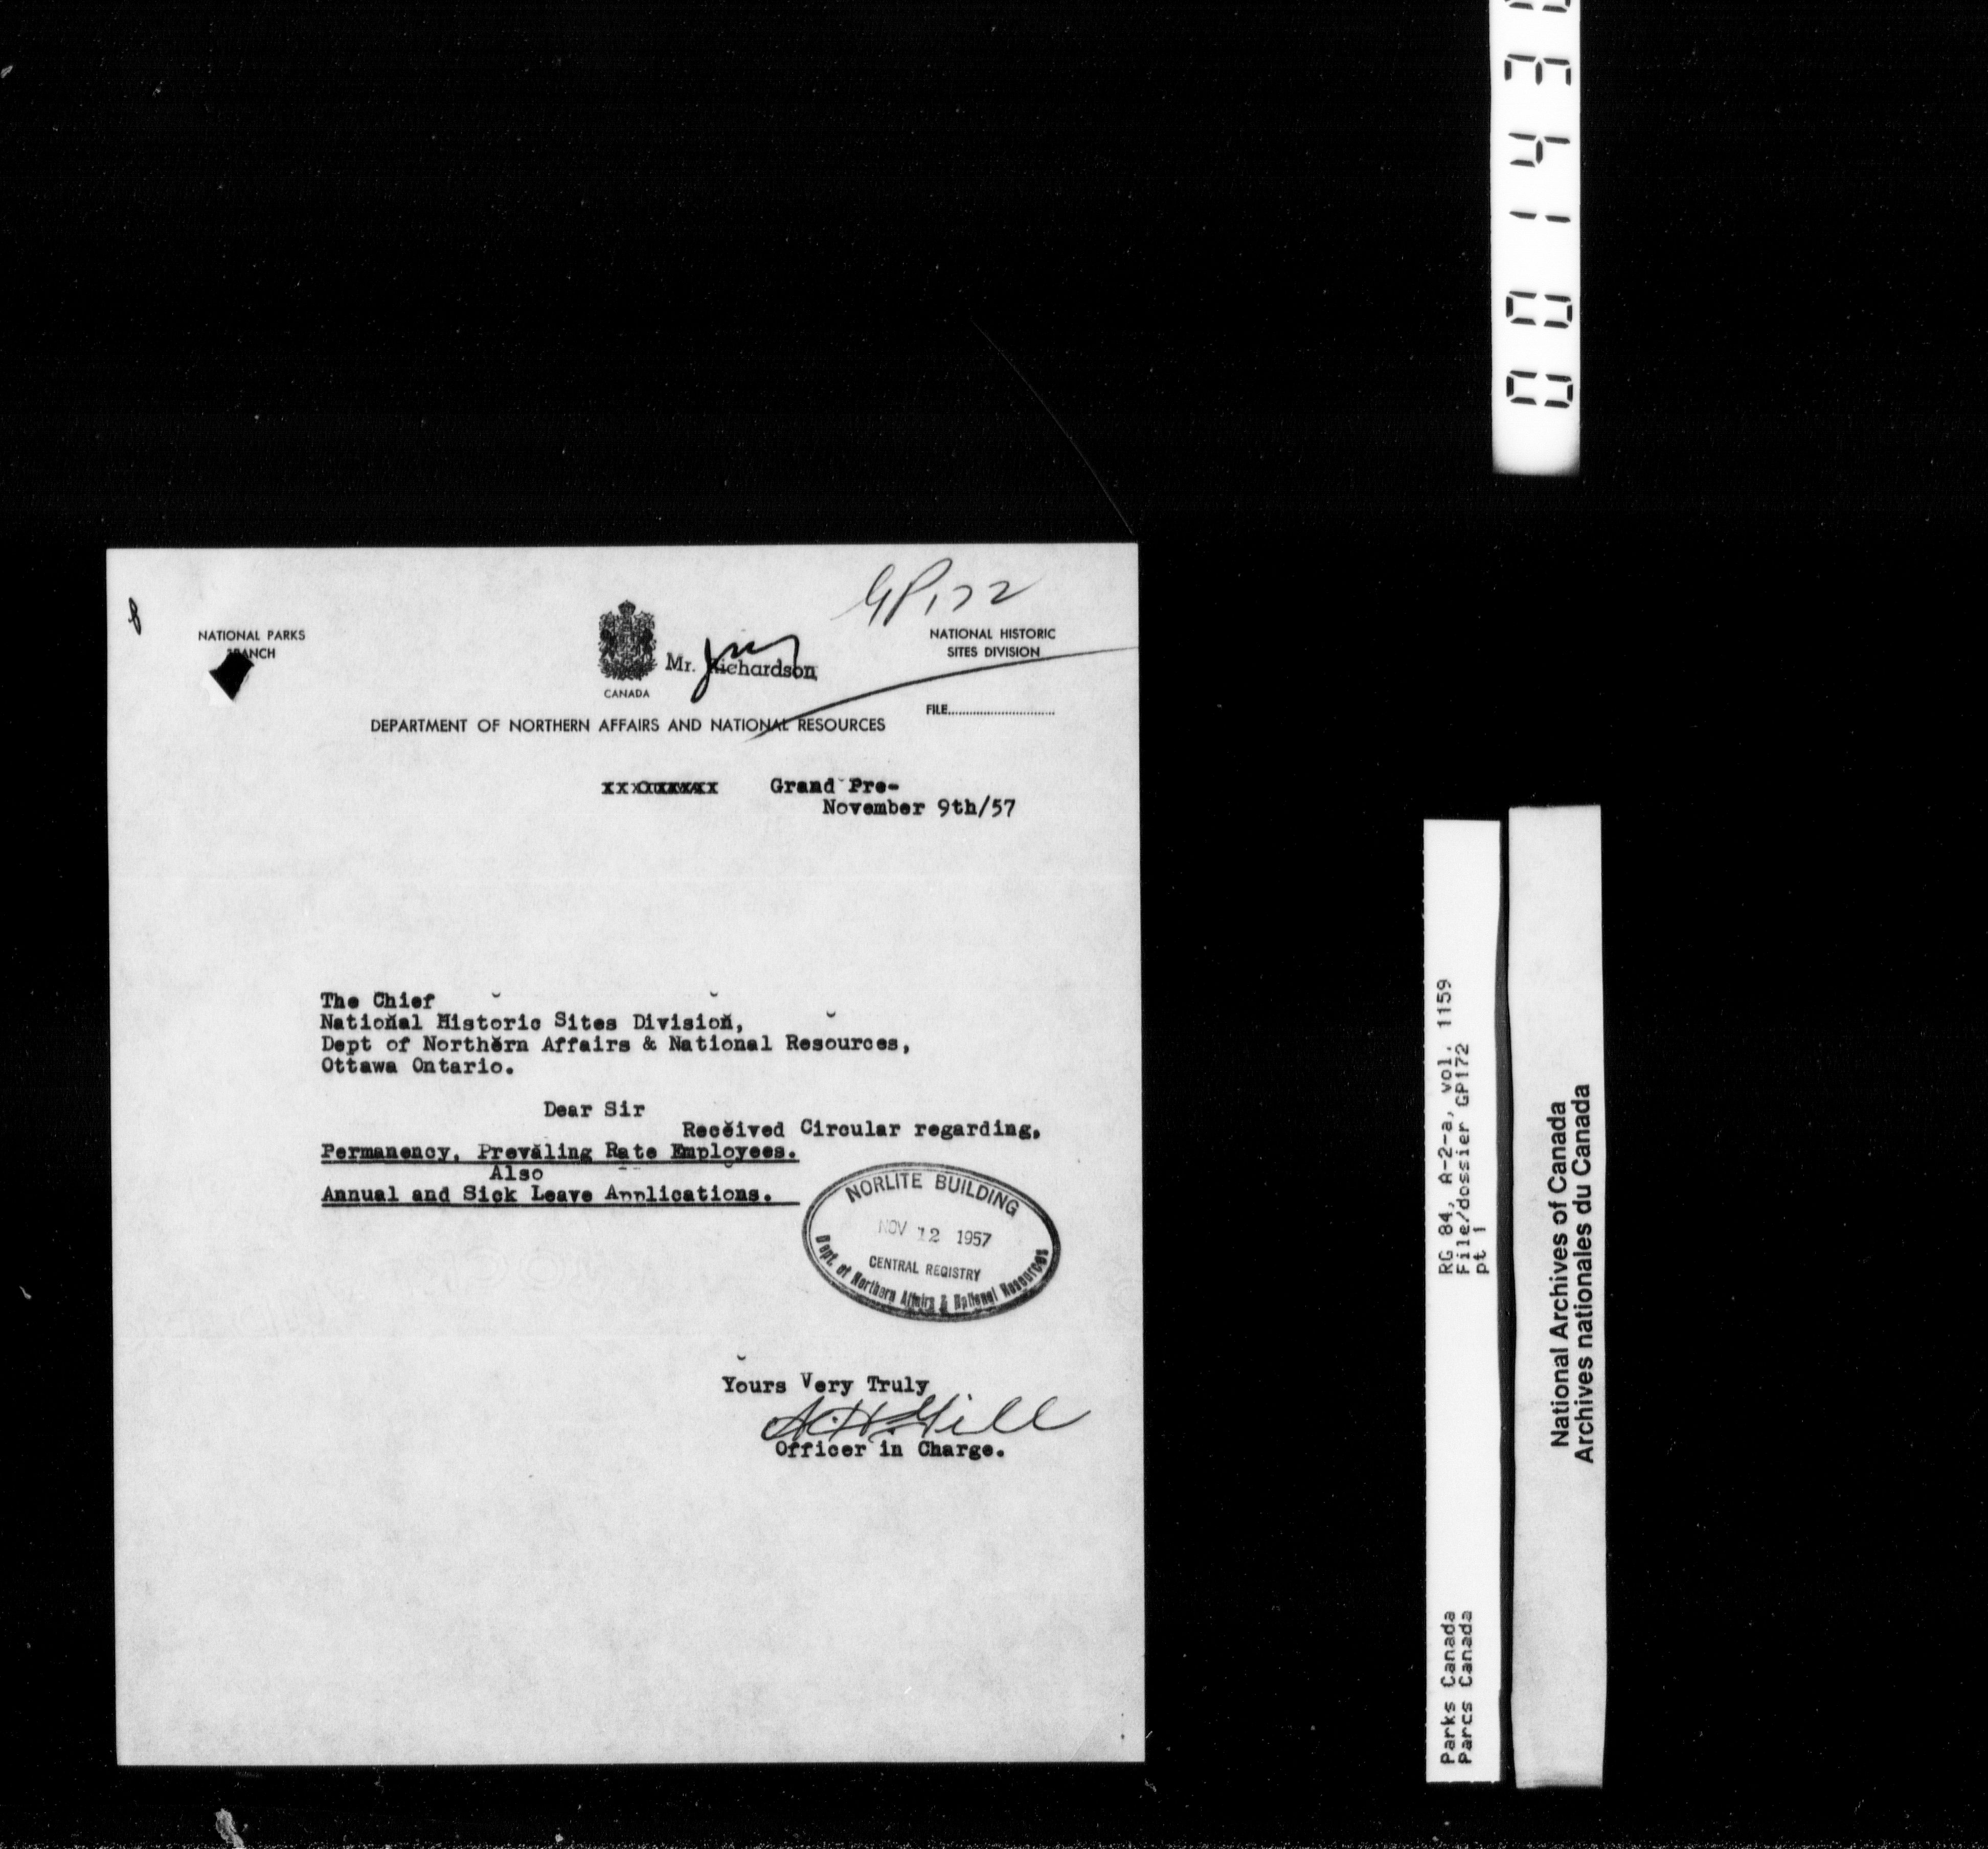 GP172
NATIONAL PARKS
BRANCH
CANADA
Mr. Richardson
NATIONAL HISTORIC
SITES DIVISION
FILE
DEPARTMENT OF NORTHERN AFFAIRS AND NATIONAL RESOURCES
Grand Pre-
November 9th/57
The Chief
National Historic Sites Division,
Dept of Northern Affairs & National Resources,
Ottawa Ontario.
Dear Sir
Received Circular regarding,
Permanency, Prevaling Rate Employees.
Also
Annual and Sick Leave Applications.
NORLITE BUILDING
NOV 12 1957
CENTRAL REGISTRY
Dept. of Northern Affairs & National Resources
Yours Very Truly
A.H. Gill
Officer in Charge.
RG 84, A-2-a, vol. 1159
File/dossier GP172
pt 1
Parks Canada
Parcs Canada
National Archives of Canada
Archives nationales du Canada